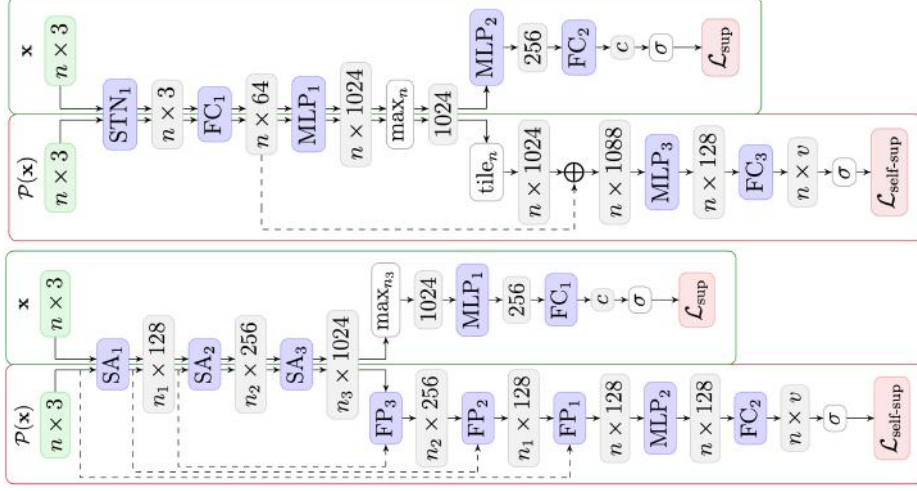 𝒫(x)
n × 3
x
n × 3
STN₁
n × 3
FC₁
n × 64
MLP₁
n × 1024
maxₙ
1024
MLP₂
256
FC₂
c
σ
ℒsup
tileₙ
n × 1024
⊕
n × 1088
MLP₃
n × 128
FC₃
n × v
σ
ℒself-sup
𝒫(x)
n × 3
x
n × 3
SA₁
n₁ × 128
SA₂
n₂ × 256
SA₃
n₃ × 1024
maxₙ₃
1024
MLP₁
256
FC₁
c
σ
ℒsup
FP₃
n₂ × 256
FP₂
n₁ × 128
FP₁
n × 128
MLP₂
n × 128
FC₂
n × v
σ
ℒself-sup